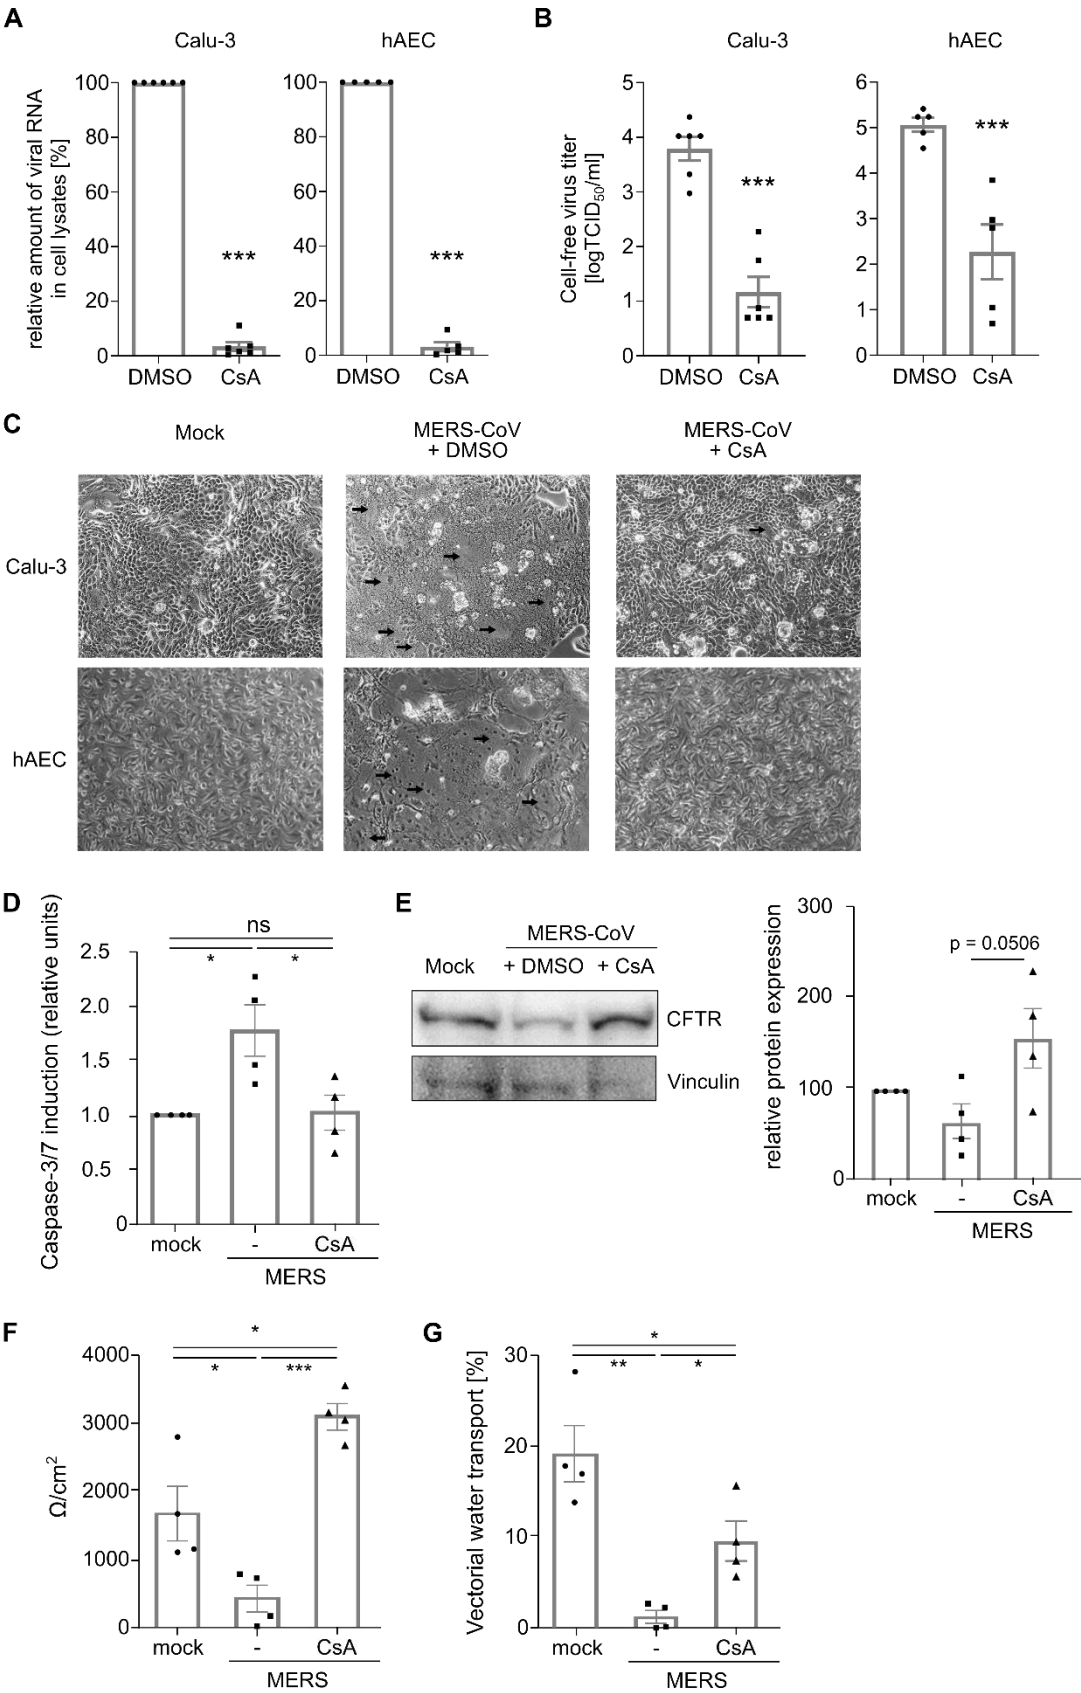 A
B
Calu-3
hAEC
Calu-3
hAEC
relative amount of viral RNA
in cell lysates [%]
100
80
60
40
20
0
***
DMSO
CsA
100
80
60
40
20
0
***
DMSO
CsA
Cell-free virus titer
[logTCID50/ml]
5
4
3
2
1
0
***
DMSO
CsA
6
5
4
3
2
1
0
***
DMSO
CsA
C
Mock
MERS-CoV
+ DMSO
MERS-CoV
+ CsA
Calu-3
hAEC
D
Caspase-3/7 induction (relative units)
ns
*
*
2.5
2.0
1.5
1.0
0.5
0
mock
-
CsA
MERS
E
MERS-CoV
Mock
+ DMSO
+ CsA
CFTR
Vinculin
relative protein expression
300
200
100
0
p = 0.0506
mock
-
CsA
MERS
F
Ω/cm2
*
*
***
4000
3000
2000
1000
0
mock
-
CsA
MERS
G
Vectorial water transport [%]
*
**
*
30
20
10
0
mock
-
CsA
MERS